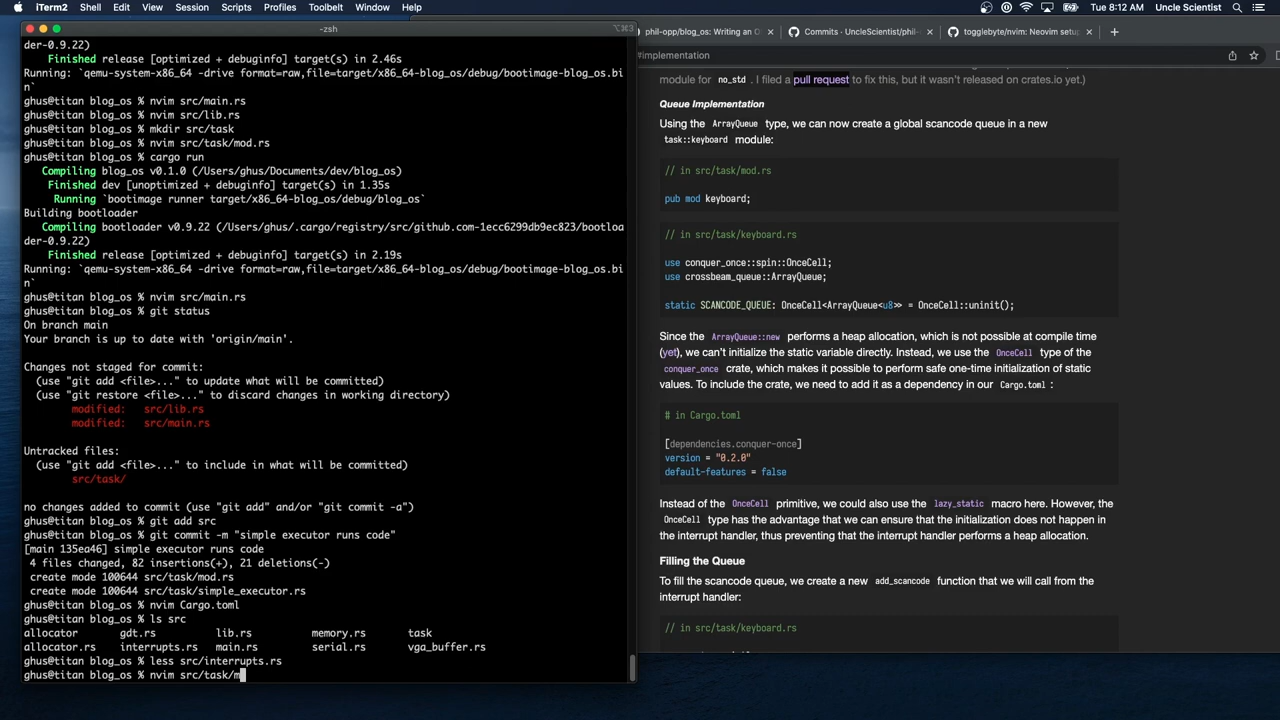 iTerm2 Shell Edit View Session Scripts Profiles Toolbelt Window Help
Tue 8:12 AM Uncle Scientist
-zsh
⌥⌘3
der-0.9.22)
Finished release [optimized + debuginfo] target(s) in 2.46s
Running: `qemu-system-x86_64 -drive format=raw,file=target/x86_64-blog_os/debug/bootimage-blog_os.bi
n`
ghus@titan blog_os % nvim src/main.rs
ghus@titan blog_os % nvim src/lib.rs
ghus@titan blog_os % mkdir src/task
ghus@titan blog_os % nvim src/task/mod.rs
ghus@titan blog_os % cargo run
Compiling blog_os v0.1.0 (/Users/ghus/Documents/dev/blog_os)
Finished dev [unoptimized + debuginfo] target(s) in 1.35s
Running `bootimage runner target/x86_64-blog_os/debug/blog_os`
Building bootloader
Compiling bootloader v0.9.22 (/Users/ghus/.cargo/registry/src/github.com-1ecc6299db9ec823/bootloa
der-0.9.22)
Finished release [optimized + debuginfo] target(s) in 2.19s
Running: `qemu-system-x86_64 -drive format=raw,file=target/x86_64-blog_os/debug/bootimage-blog_os.bi
n`
ghus@titan blog_os % nvim src/main.rs
ghus@titan blog_os % git status
On branch main
Your branch is up to date with 'origin/main'.
Changes not staged for commit:
(use "git add <file>..." to update what will be committed)
(use "git restore <file>..." to discard changes in working directory)
modified: src/lib.rs
modified: src/main.rs
Untracked files:
(use "git add <file>..." to include in what will be committed)
src/task/
no changes added to commit (use "git add" and/or "git commit -a")
ghus@titan blog_os % git add src
ghus@titan blog_os % git commit -m "simple executor runs code"
[main 135ea46] simple executor runs code
4 files changed, 82 insertions(+), 21 deletions(-)
create mode 100644 src/task/mod.rs
create mode 100644 src/task/simple_executor.rs
ghus@titan blog_os % nvim Cargo.toml
ghus@titan blog_os % ls src
allocator gdt.rs lib.rs memory.rs task
allocator.rs interrupts.rs main.rs serial.rs vga_buffer.rs
ghus@titan blog_os % less src/interrupts.rs
ghus@titan blog_os % nvim src/task/m
phil-opp/blog_os: Writing an O
Commits · UncleScientist/phil-
togglebyte/nvim: Neovim setup
#implementation
module for no_std. I filed a pull request to fix this, but it wasn't released on crates.io yet.)
Queue Implementation
Using the ArrayQueue type, we can now create a global scancode queue in a new
task::keyboard module:
// in src/task/mod.rs
pub mod keyboard;
// in src/task/keyboard.rs
use conquer_once::spin::OnceCell;
use crossbeam_queue::ArrayQueue;
static SCANCODE_QUEUE: OnceCell<ArrayQueue<u8>> = OnceCell::uninit();
Since the ArrayQueue::new performs a heap allocation, which is not possible at compile time
(yet), we can't initialize the static variable directly. Instead, we use the OnceCell type of the
conquer_once crate, which makes it possible to perform safe one-time initialization of static
values. To include the crate, we need to add it as a dependency in our Cargo.toml :
# in Cargo.toml
[dependencies.conquer-once]
version = "0.2.0"
default-features = false
Instead of the OnceCell primitive, we could also use the lazy_static macro here. However, the
OnceCell type has the advantage that we can ensure that the initialization does not happen in
the interrupt handler, thus preventing that the interrupt handler performs a heap allocation.
Filling the Queue
To fill the scancode queue, we create a new add_scancode function that we will call from the
interrupt handler:
// in src/task/keyboard.rs